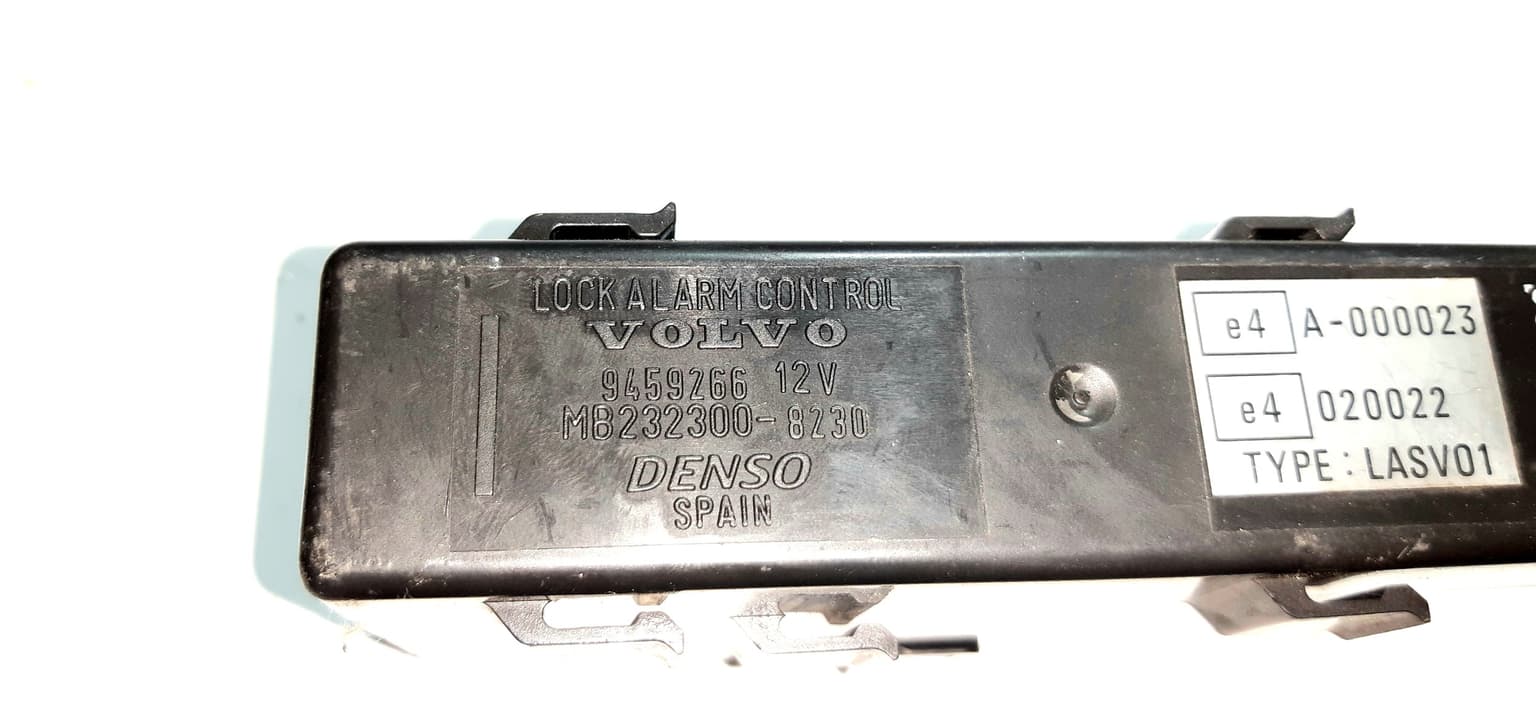 LOCK ALARM CONTROL
VOLVO
9459266 12V
MB232300-8230
DENSO
SPAIN
e4 A-000023
e4 020022
TYPE : LASV01